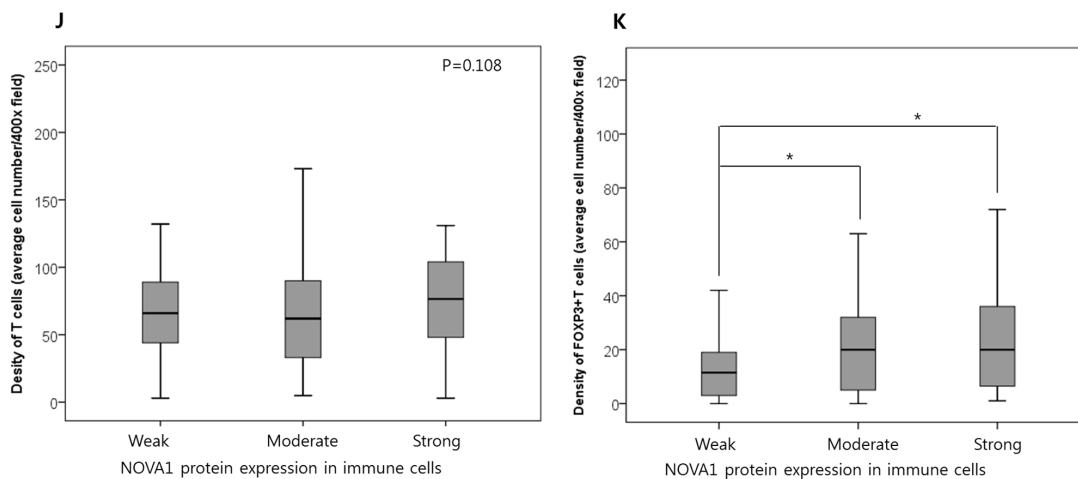 J
Desity of T cells (average cell number/400x field)
250
200
150
100
50
0
P=0.108
Weak
Moderate
Strong
NOVA1 protein expression in immune cells
K
Density of FOXP3+T cells (average cell number/400x field)
120
100
80
60
40
20
0
*
*
Weak
Moderate
Strong
NOVA1 protein expression in immune cells